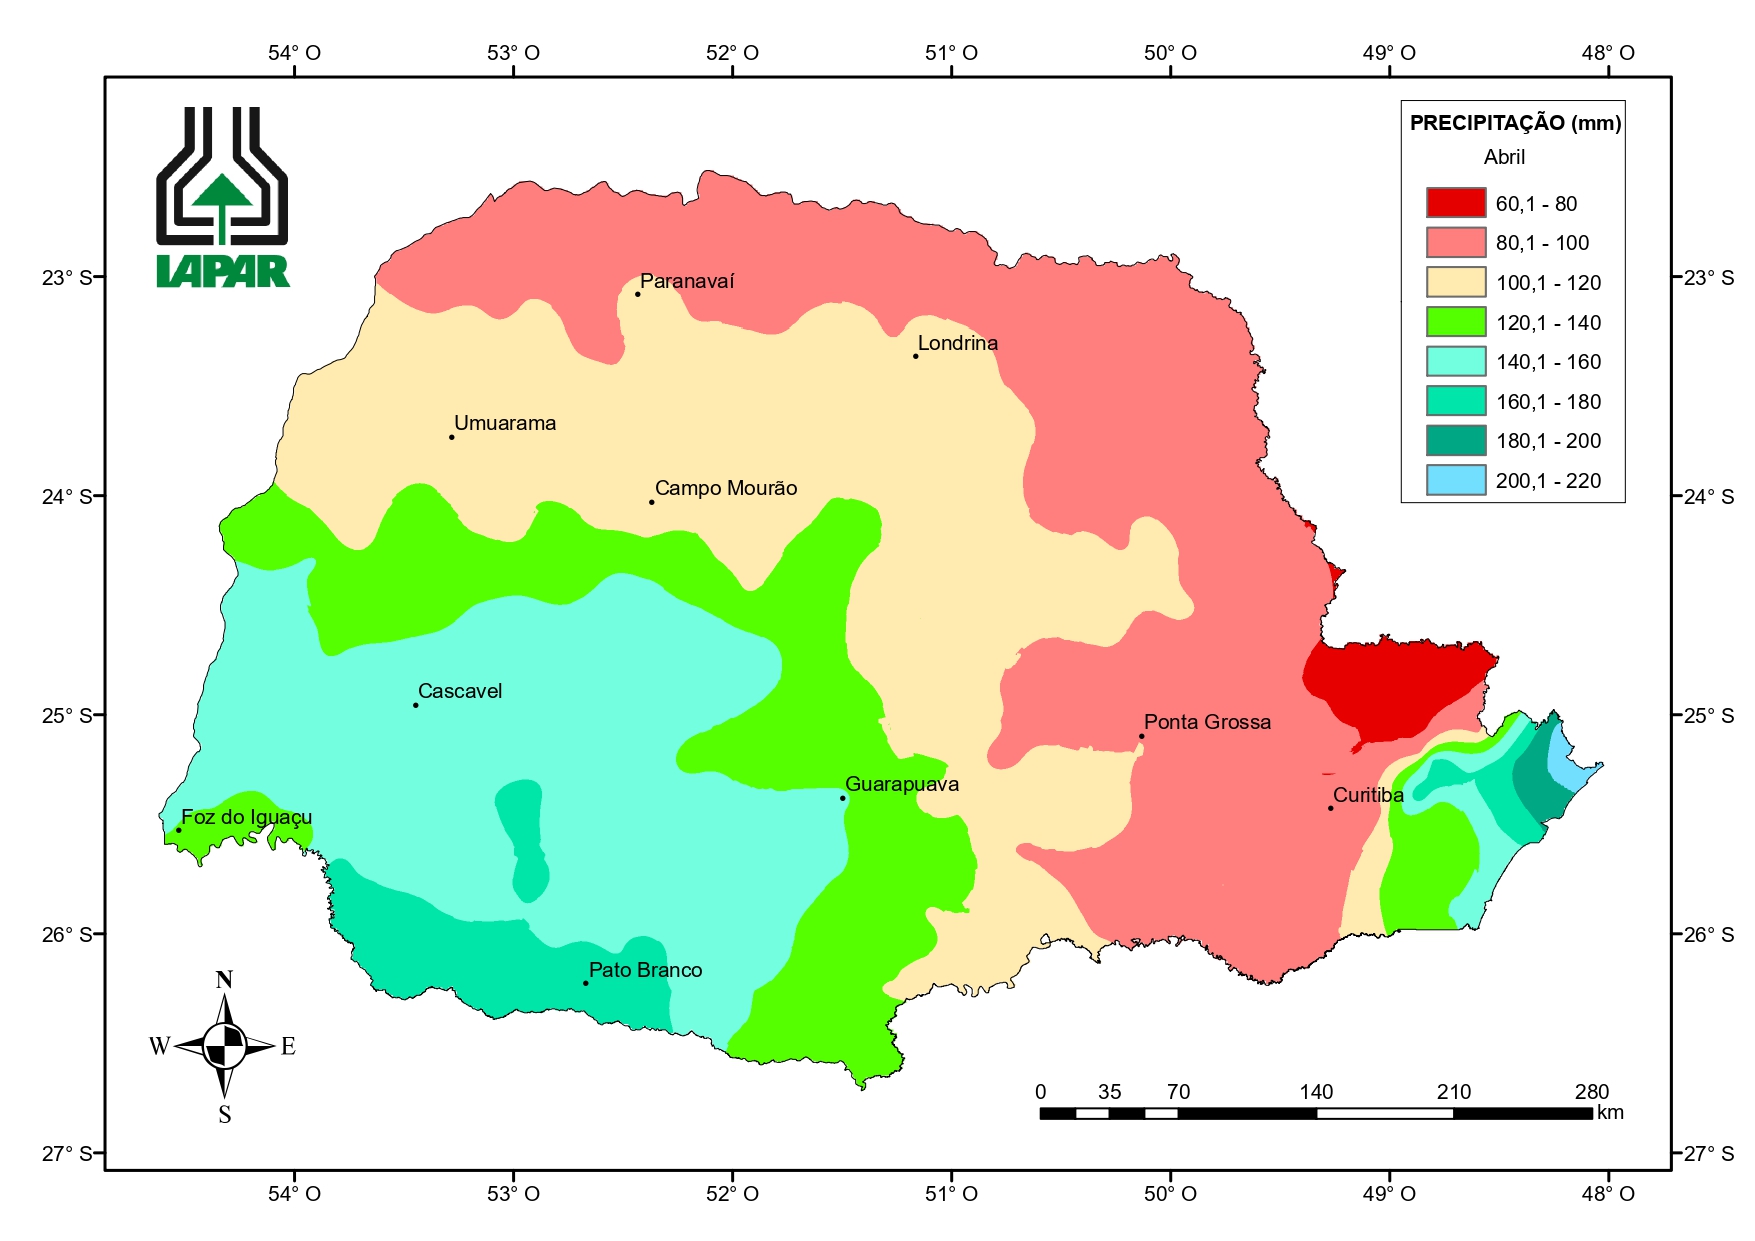 54° O 53° O 52° O 51° O 50° O 49° O 48° O
IAPAR
PRECIPITAÇÃO (mm)
Abril
60,1 - 80
80,1 - 100
100,1 - 120
120,1 - 140
140,1 - 160
160,1 - 180
180,1 - 200
200,1 - 220
23° S 23° S
Paranavaí
Londrina
Umuarama
Campo Mourão
24° S 24° S
Cascavel
25° S 25° S
Ponta Grossa
Guarapuava
Curitiba
Foz do Iguaçu
26° S 26° S
Pato Branco
N
W E
S
0 35 70 140 210 280
km
27° S 27° S
54° O 53° O 52° O 51° O 50° O 49° O 48° O